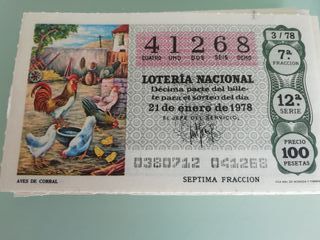 41268
CUATRO UNO DOS SEIS OCHO
3 / 78
7ª
FRACCION
LOTERÍA NACIONAL
Décima parte del bille-
te para el sorteo del día
21 de enero de 1978
EL JEFE DEL SERVICIO,
12ª
SERIE
PRECIO
100
PESETAS
0380712 041268
AVES DE CORRAL
SEPTIMA FRACCION